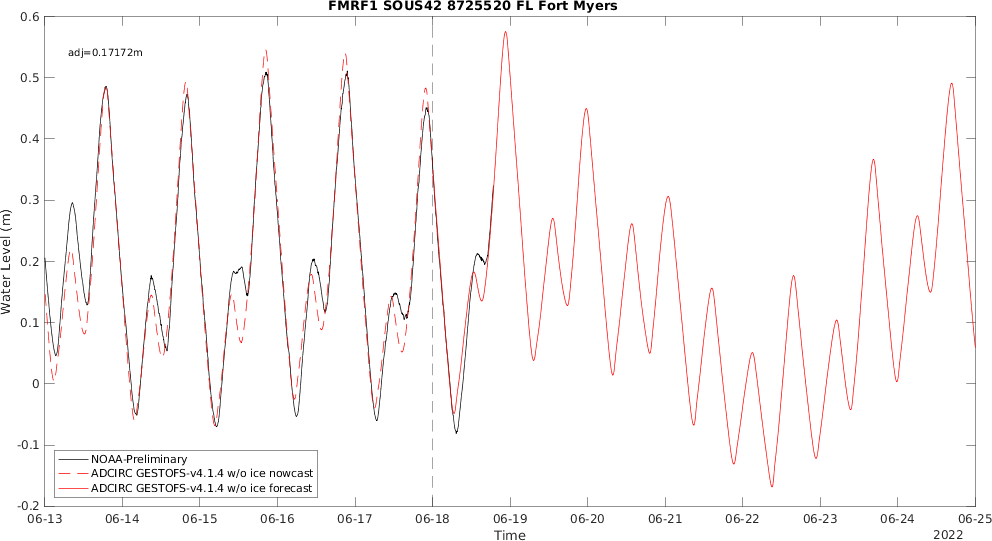 FMRF1 SOUS42 8725520 FL Fort Myers
adj=0.17172m
Water Level (m)
0.6
0.5
0.4
0.3
0.2
0.1
0
-0.1
-0.2
NOAA-Preliminary
ADCIRC GESTOFS-v4.1.4 w/o ice nowcast
ADCIRC GESTOFS-v4.1.4 w/o ice forecast
06-13 06-14 06-15 06-16 06-17 06-18 06-19 06-20 06-21 06-22 06-23 06-24 06-25
Time
2022